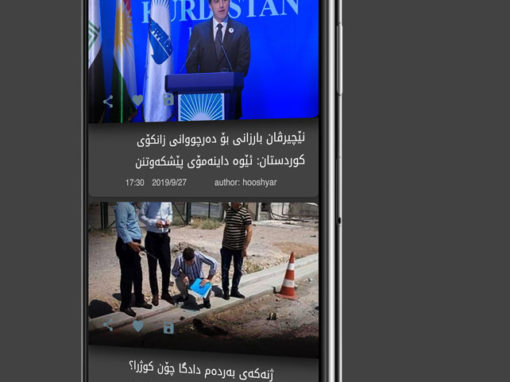 KURDISTAN
نێچیرڤان بارزانی بۆ دەرچووانی زانکۆی
کوردستان: ئێوە داینەمۆی پێشکەوتنن
17:30 2019/9/27 author: hooshyar
ژنەکەی بەردەم دادگا چۆن کوژرا؟